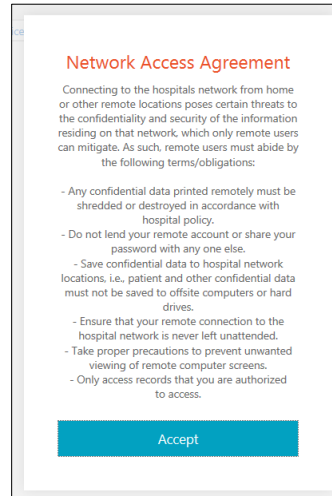 Network Access Agreement
Connecting to the hospitals network from home
or other remote locations poses certain threats to
the confidentiality and security of the information
residing on that network, which only remote users
can mitigate. As such, remote users must abide by
the following terms/obligations:
- Any confidential data printed remotely must be
shredded or destroyed in accordance with
hospital policy.
- Do not lend your remote account or share your
password with any one else.
- Save confidential data to hospital network
locations, i.e., patient and other confidential data
must not be saved to offsite computers or hard
drives.
- Ensure that your remote connection to the
hospital network is never left unattended.
- Take proper precautions to prevent unwanted
viewing of remote computer screens.
- Only access records that you are authorized
to access.
Accept